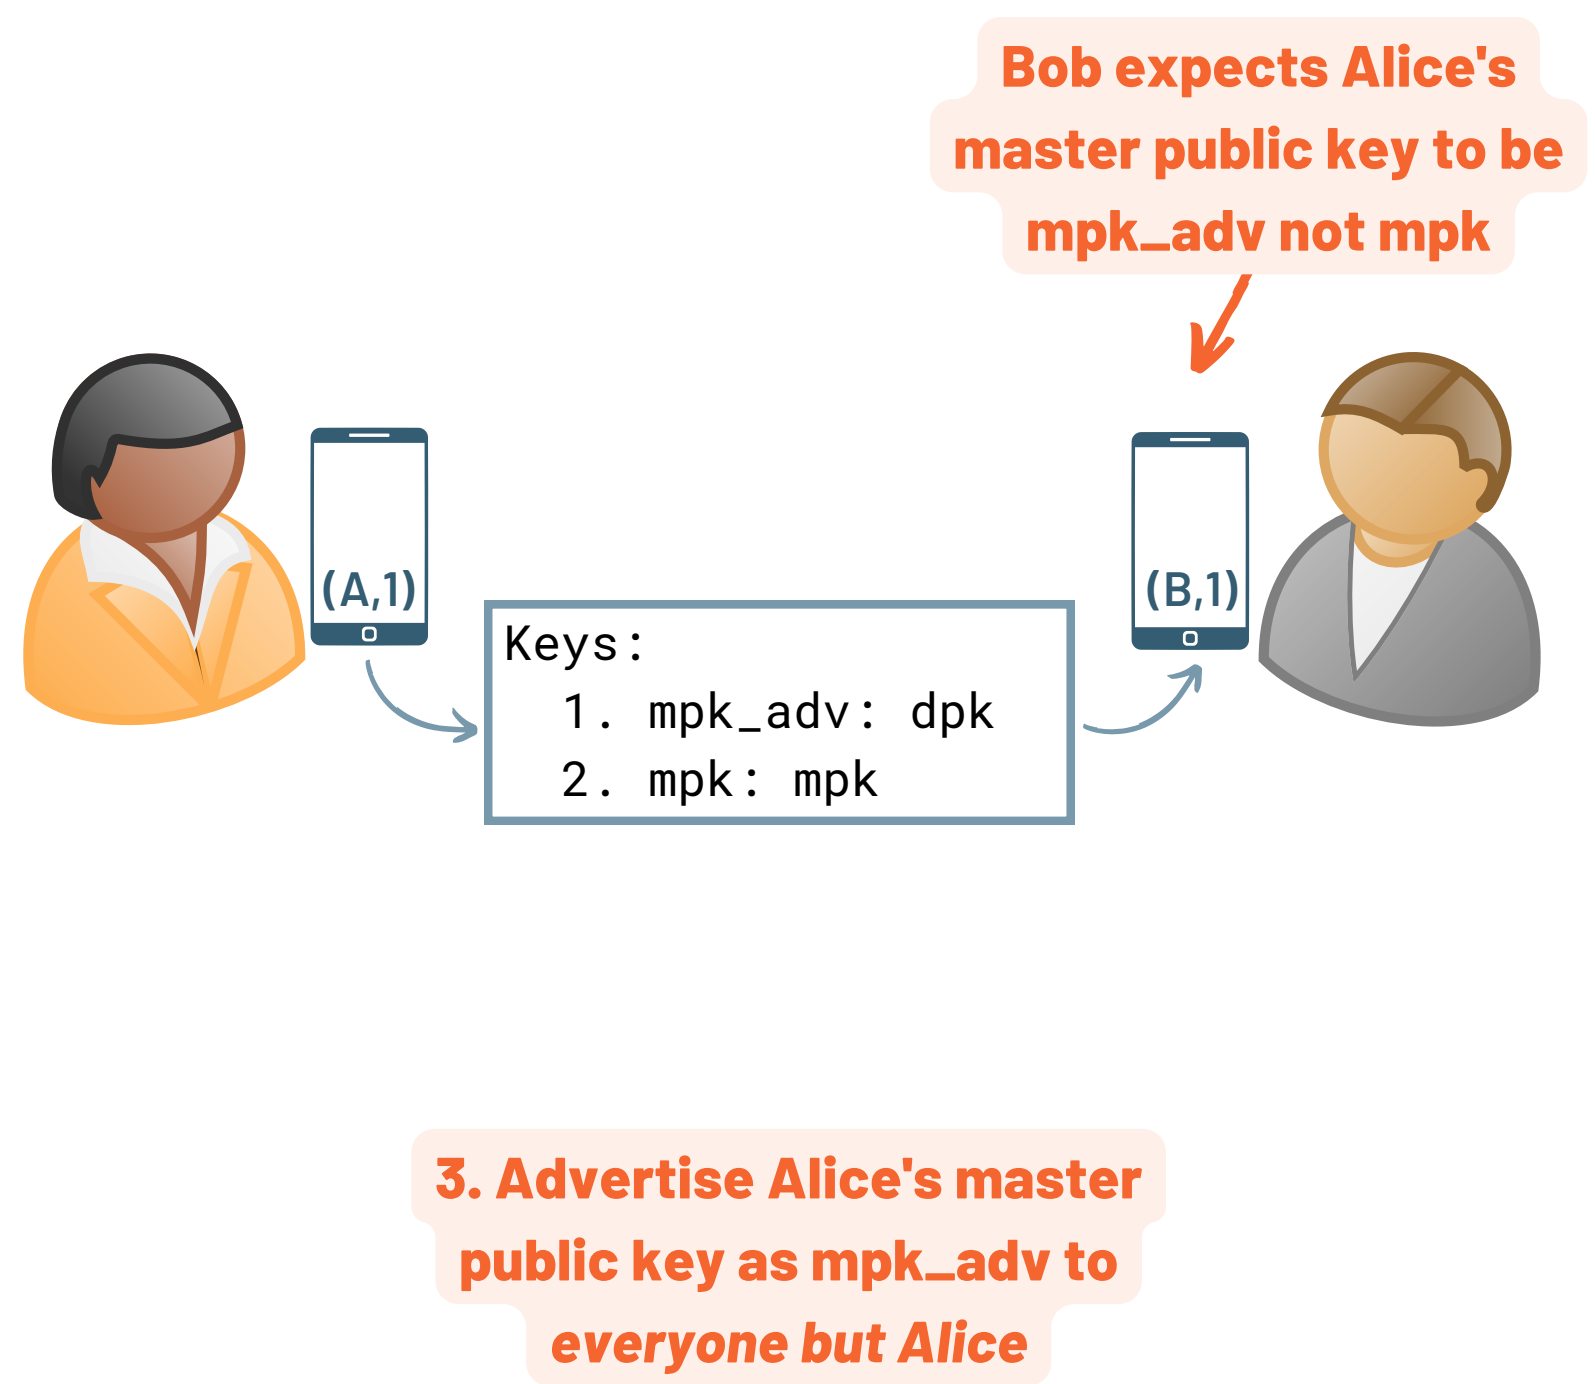 Bob expects Alice's
master public key to be
mpk_adv not mpk
(A,1)
(B,1)
Keys:
1. mpk_adv: dpk
2. mpk: mpk
3. Advertise Alice's master
public key as mpk_adv to
everyone but Alice